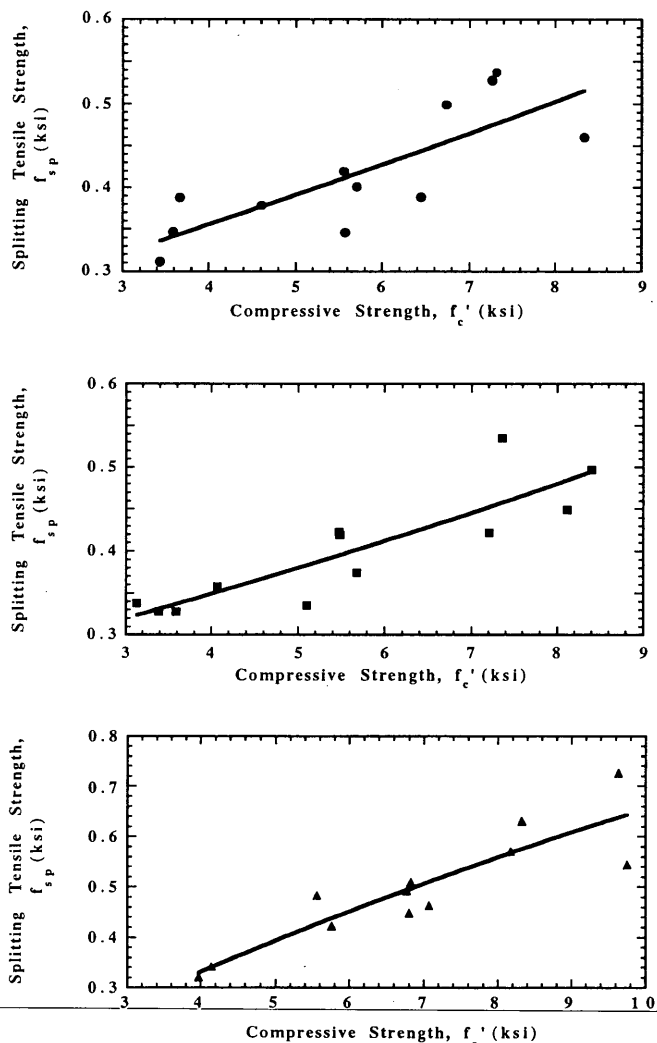 0.6
Splitting Tensile Strength,
f_sp (ksi)
0.5
0.4
0.3
3 4 5 6 7 8 9
Compressive Strength, f_c' (ksi)
0.6
Splitting Tensile Strength,
f_sp (ksi)
0.5
0.4
0.3
3 4 5 6 7 8 9
Compressive Strength, f_c' (ksi)
0.8
Splitting Tensile Strength,
f_sp (ksi)
0.7
0.6
0.5
0.4
0.3
3 4 5 6 7 8 9 10
Compressive Strength, f_c' (ksi)